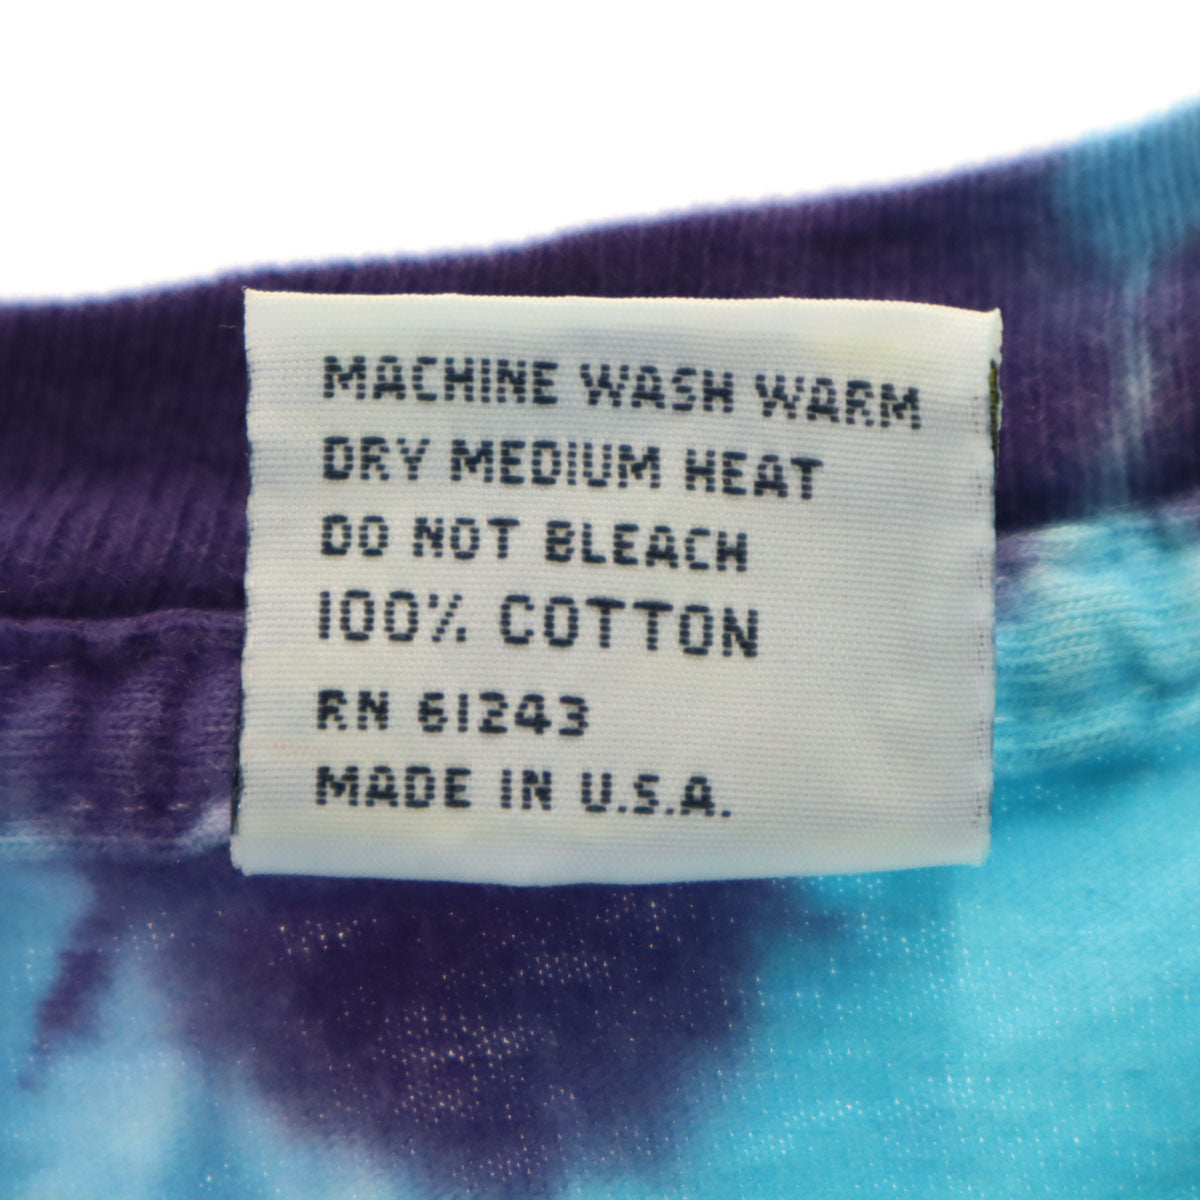 MACHINE WASH WARM
DRY MEDIUM HEAT
DO NOT BLEACH
100% COTTON
RN 61243
MADE IN U.S.A.